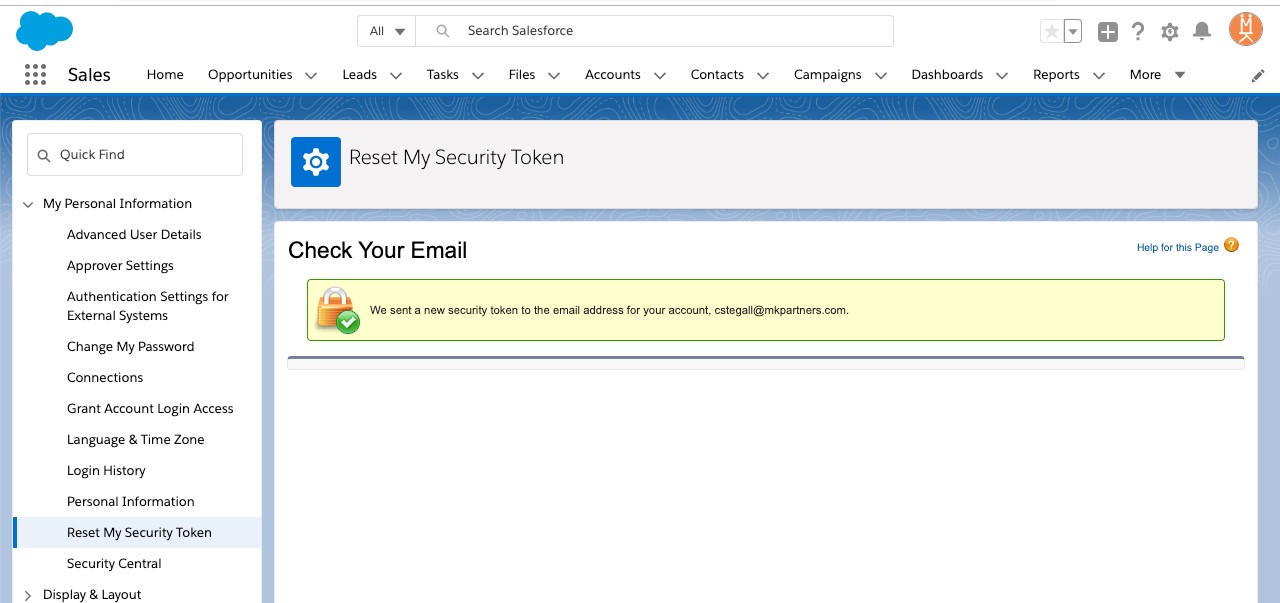 All
Search Salesforce
Sales
Home
Opportunities
Leads
Tasks
Files
Accounts
Contacts
Campaigns
Dashboards
Reports
More
Quick Find
My Personal Information
Advanced User Details
Approver Settings
Authentication Settings for
External Systems
Change My Password
Connections
Grant Account Login Access
Language & Time Zone
Login History
Personal Information
Reset My Security Token
Security Central
Display & Layout
Reset My Security Token
Check Your Email
Help for this Page
We sent a new security token to the email address for your account, cstegall@mkpartners.com.